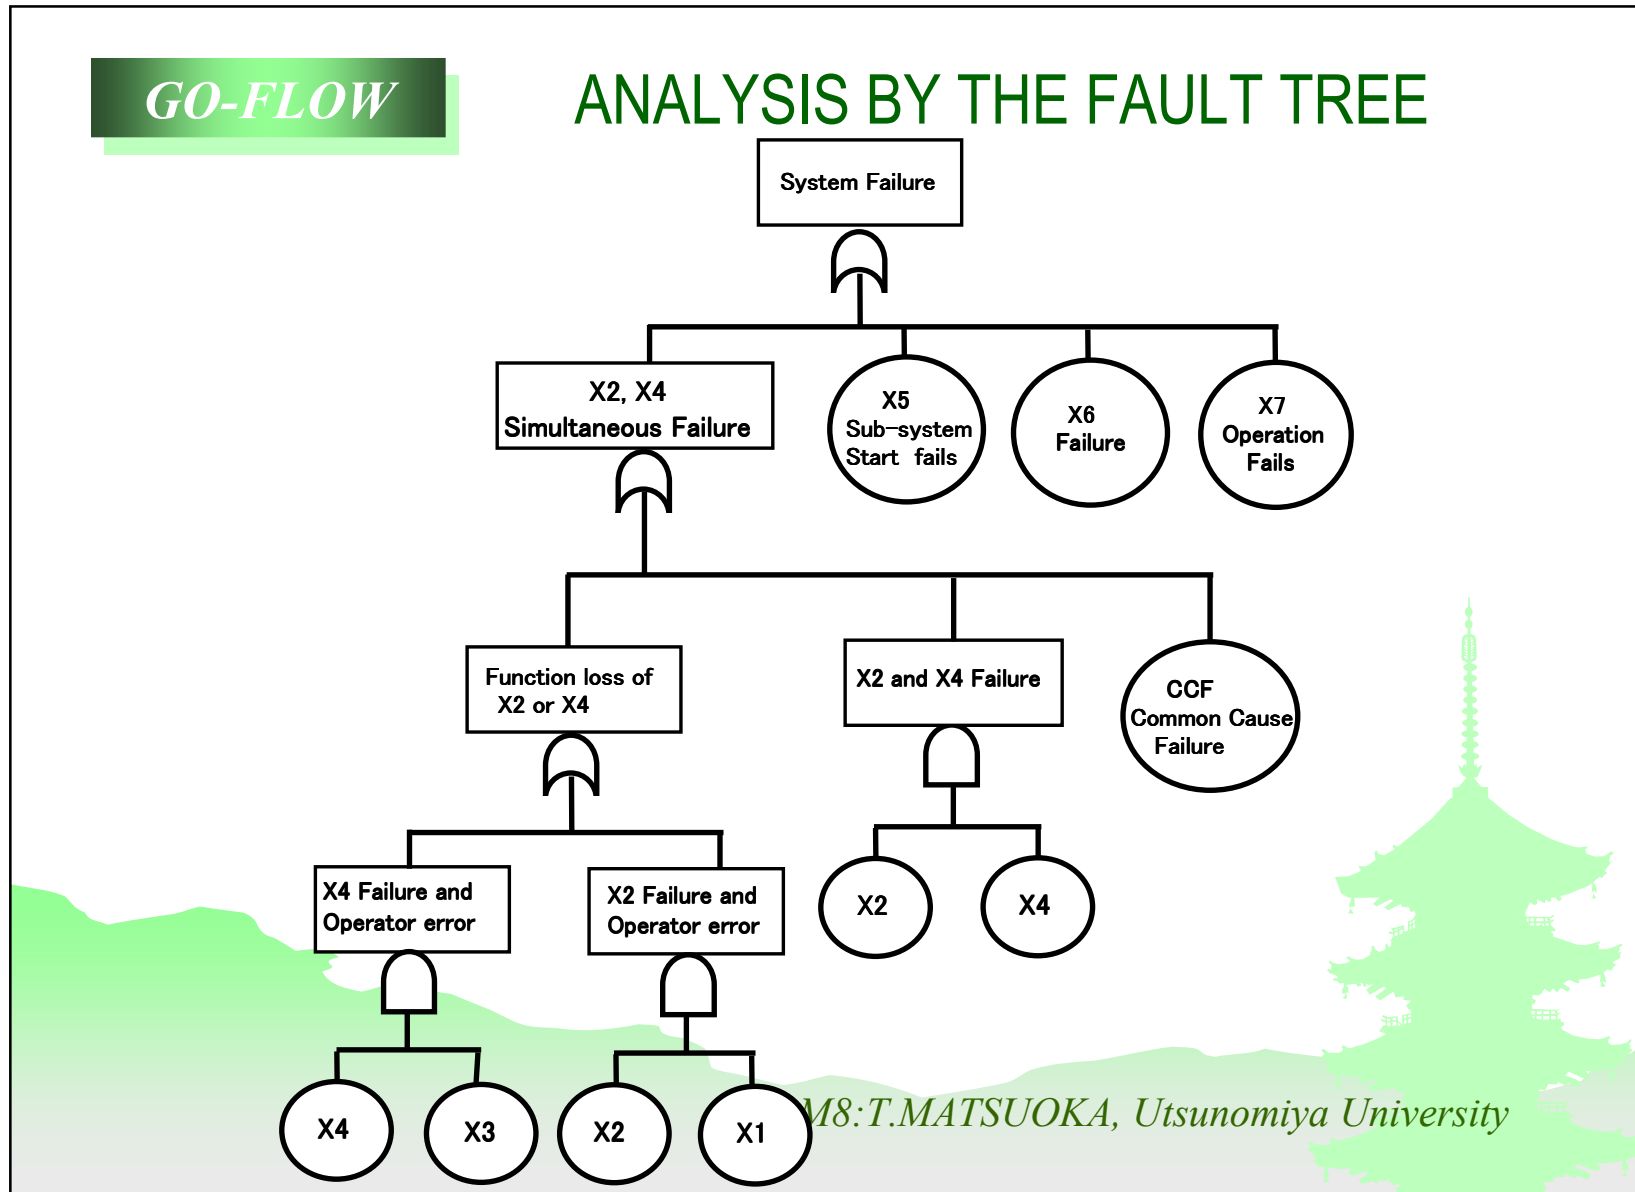 GO-FLOW
ANALYSIS BY THE FAULT TREE
System Failure
X2, X4
Simultaneous Failure
X5
Sub-system
Start fails
X6
Failure
X7
Operation
Fails
Function loss of
X2 or X4
X2 and X4 Failure
CCF
Common Cause
Failure
X4 Failure and
Operator error
X2 Failure and
Operator error
X2
X4
X4
X3
X2
X1
M8:T.MATSUOKA, Utsunomiya University